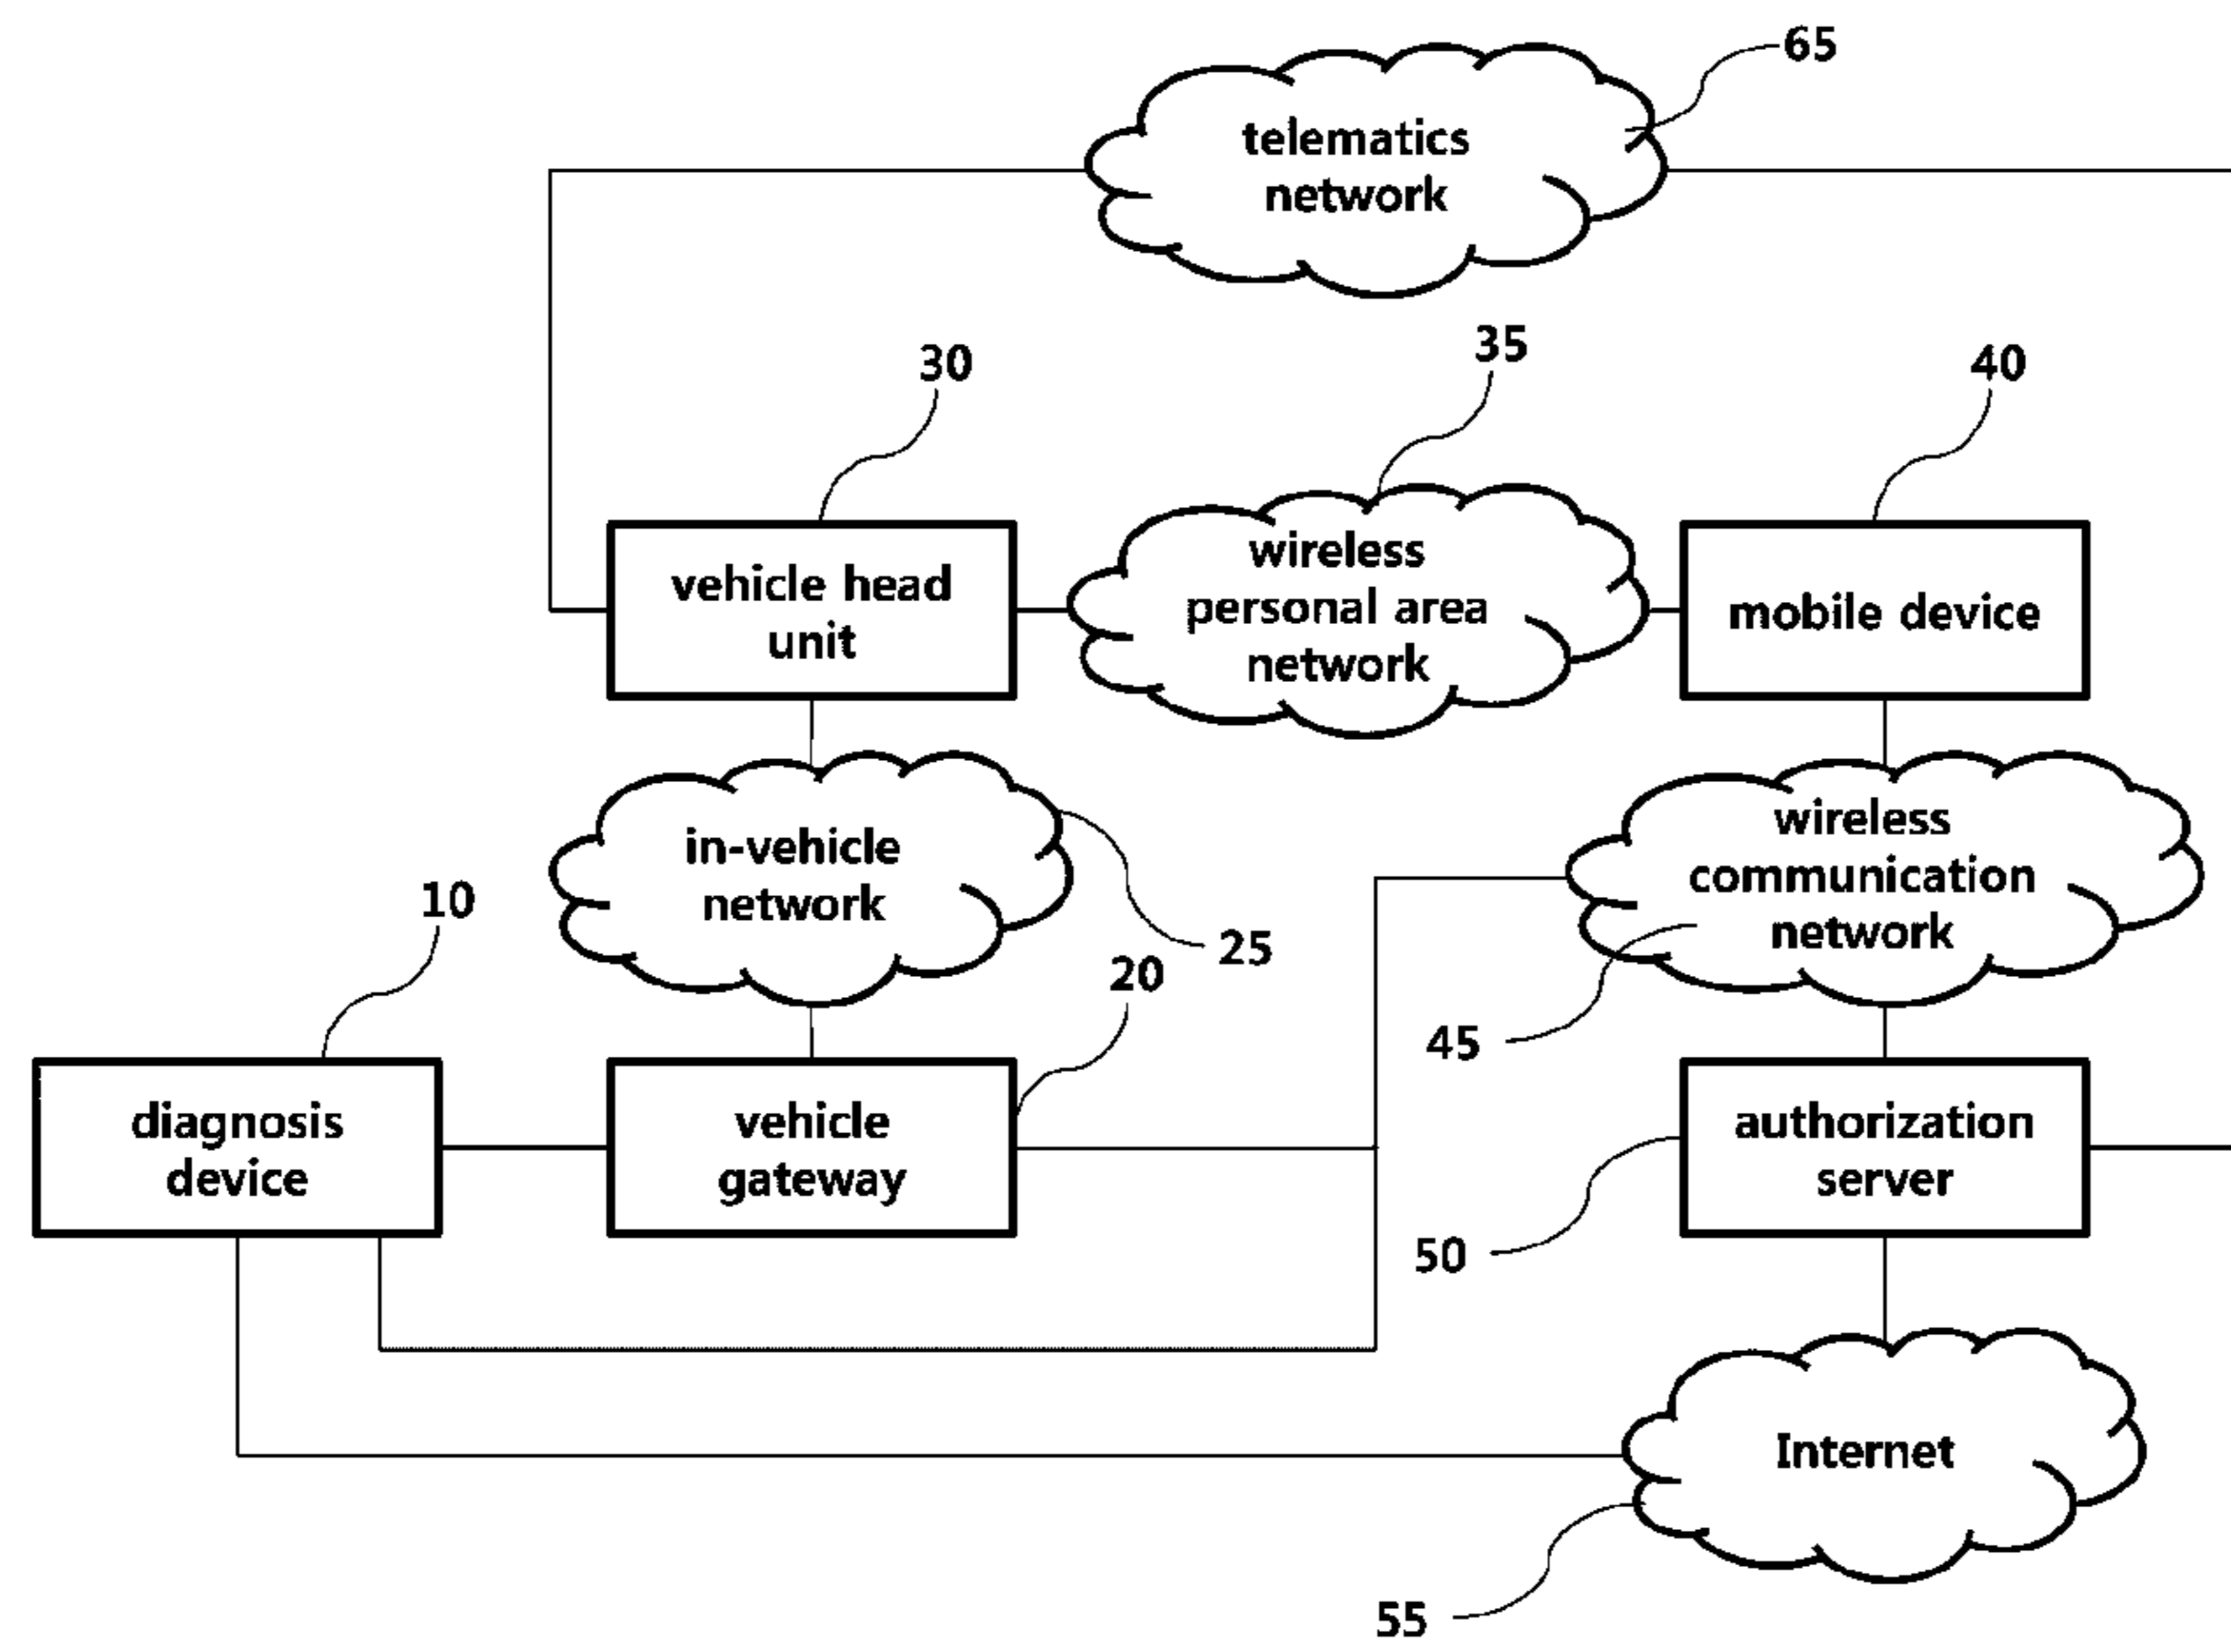 65
telematics
network
30
35
40
vehicle head
unit
wireless
personal area
network
mobile device
in-vehicle
network
25
wireless
communication
network
10
20
45
diagnosis
device
vehicle
gateway
authorization
server
50
Internet
55